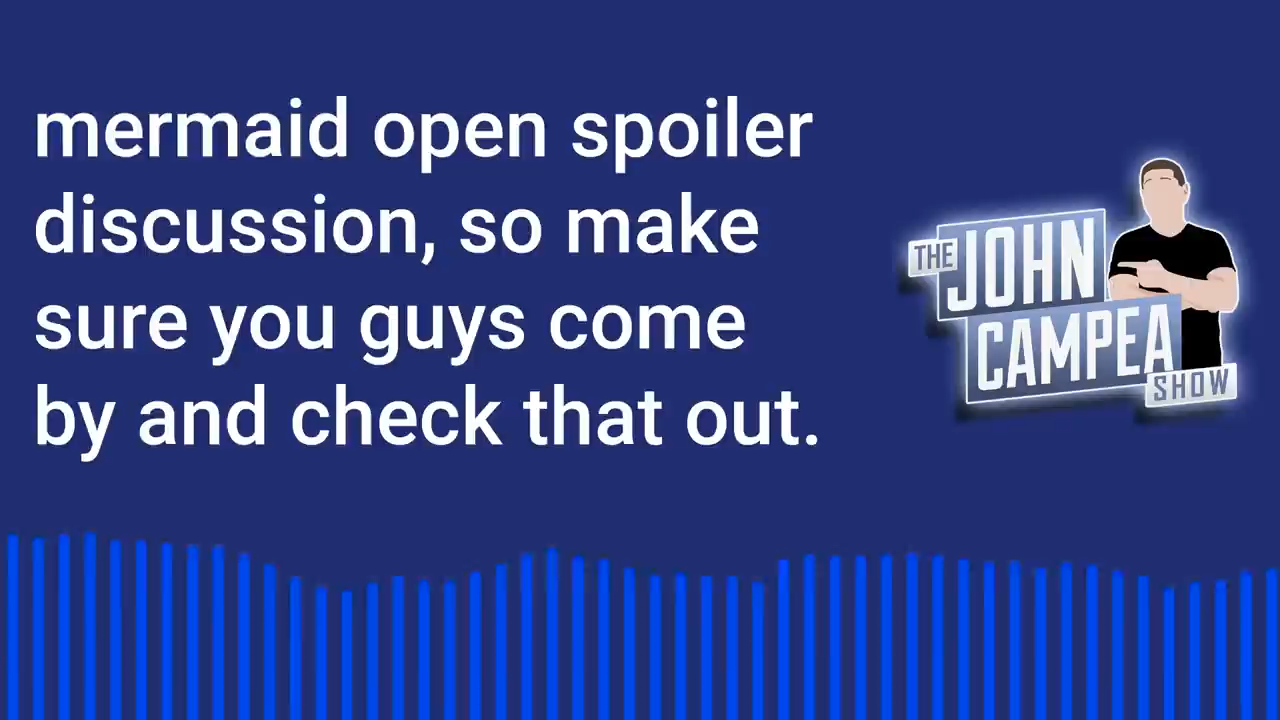 mermaid open spoiler
discussion, so make
sure you guys come
by and check that out.
THE JOHN
CAMPEA
SHOW